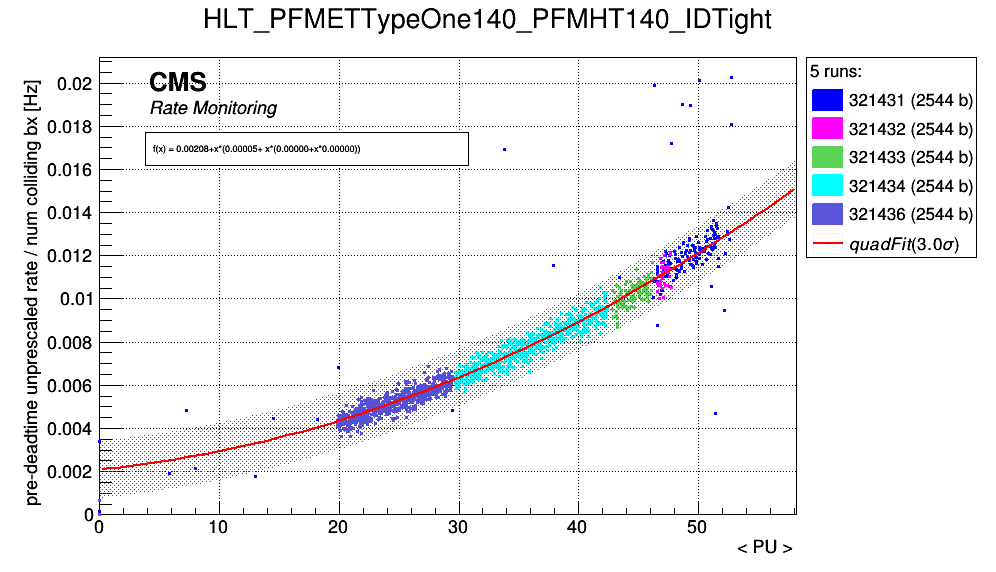 HLT_PFMETTypeOne140_PFMHT140_IDTight
pre-deadtime unprescaled rate / num colliding bx [Hz]
CMS
Rate Monitoring
f(x) = 0.00208+x*(0.00005+ x*(0.00000+x*0.00000))
0.02
0.018
0.016
0.014
0.012
0.01
0.008
0.006
0.004
0.002
0
0 10 20 30 40 50
< PU >
5 runs:
321431 (2544 b)
321432 (2544 b)
321433 (2544 b)
321434 (2544 b)
321436 (2544 b)
quadFit(3.0σ)